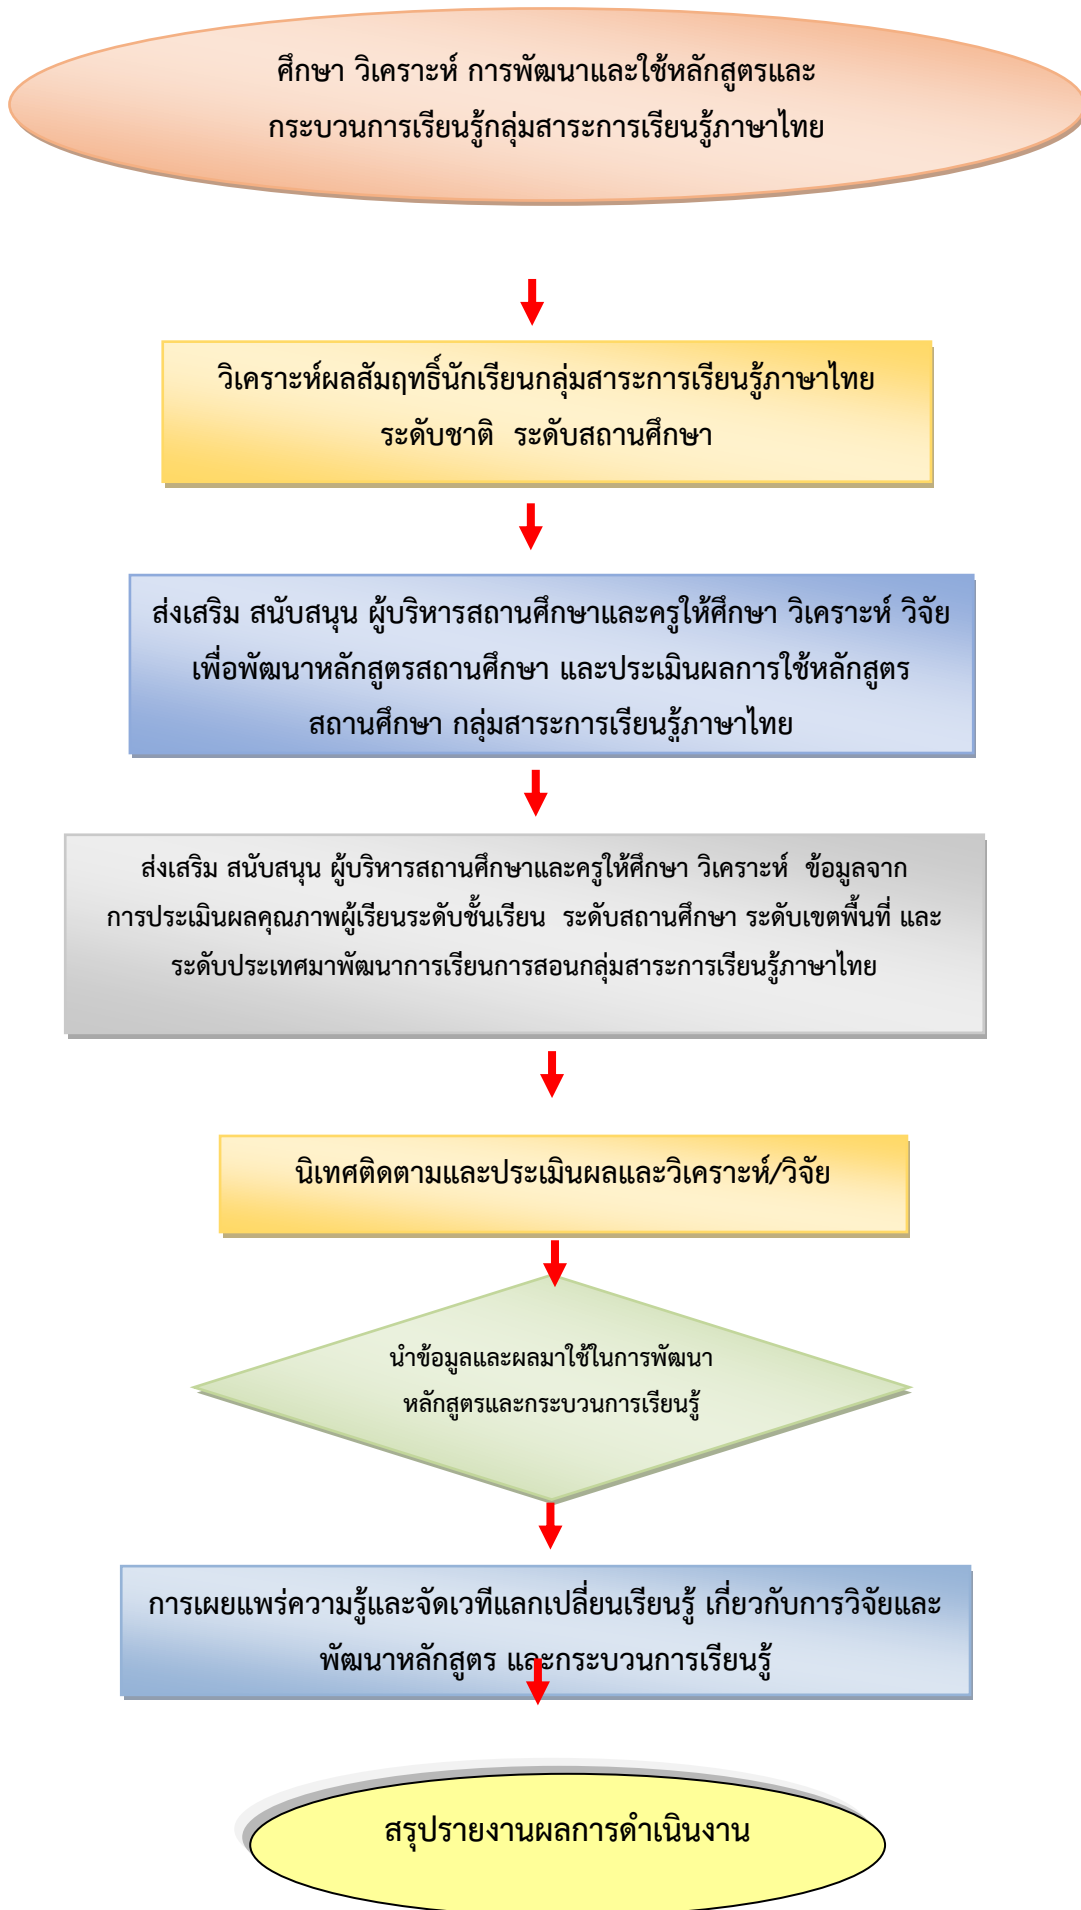 ศึกษา วิเคราะห์ การพัฒนาและใช้หลักสูตรและ
กระบวนการเรียนรู้กลุ่มสาระการเรียนรู้ภาษาไทย
วิเคราะห์ผลสัมฤทธิ์นักเรียนกลุ่มสาระการเรียนรู้ภาษาไทย
ระดับชาติ ระดับสถานศึกษา
ส่งเสริม สนับสนุน ผู้บริหารสถานศึกษาและครูให้ศึกษา วิเคราะห์ วิจัย
เพื่อพัฒนาหลักสูตรสถานศึกษา และประเมินผลการใช้หลักสูตร
สถานศึกษา กลุ่มสาระการเรียนรู้ภาษาไทย
ส่งเสริม สนับสนุน ผู้บริหารสถานศึกษาและครูให้ศึกษา วิเคราะห์ ข้อมูลจาก
การประเมินผลคุณภาพผู้เรียนระดับชั้นเรียน ระดับสถานศึกษา ระดับเขตพื้นที่ และ
ระดับประเทศมาพัฒนาการเรียนการสอนกลุ่มสาระการเรียนรู้ภาษาไทย
นิเทศติดตามและประเมินผลและวิเคราะห์/วิจัย
นำข้อมูลและผลมาใช้ในการพัฒนา
หลักสูตรและกระบวนการเรียนรู้
การเผยแพร่ความรู้และจัดเวทีแลกเปลี่ยนเรียนรู้ เกี่ยวกับการวิจัยและ
พัฒนาหลักสูตร และกระบวนการเรียนรู้
สรุปรายงานผลการดำเนินงาน